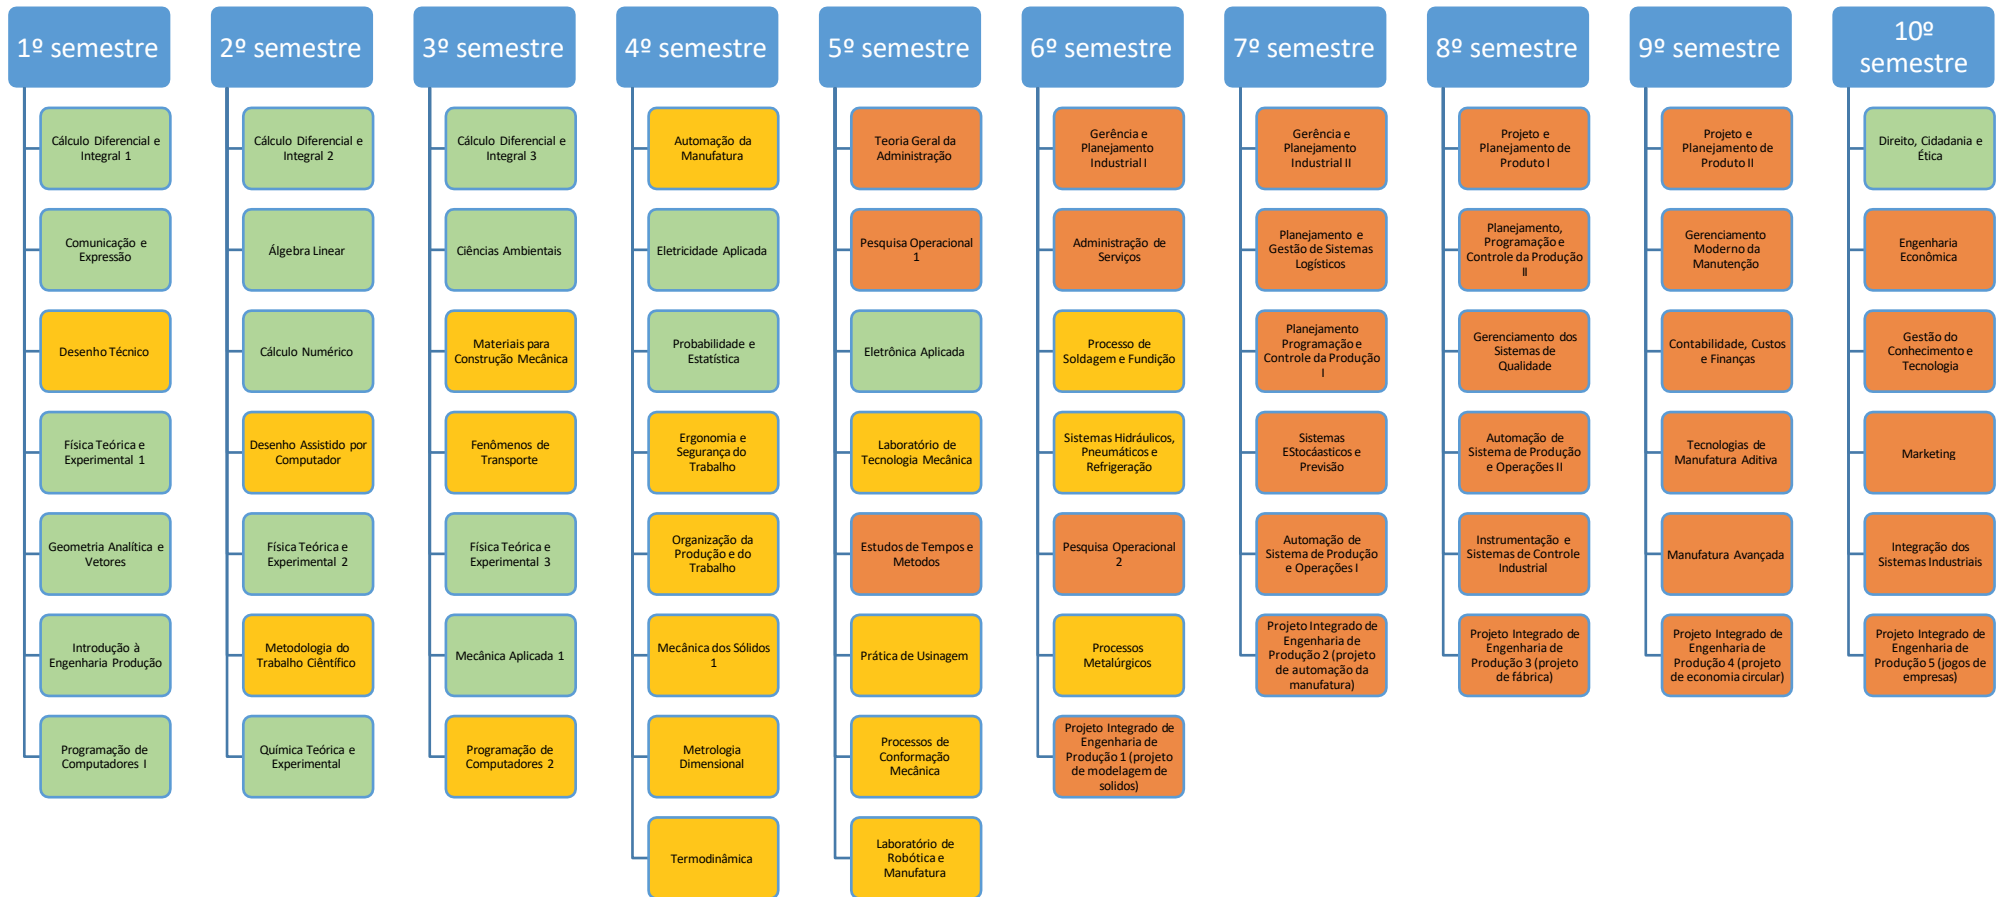 1º semestre
Cálculo Diferencial e
Integral 1
Comunicação e
Expressão
Desenho Técnico
Física Teórica e
Experimental 1
Geometria Analítica e
Vetores
Introdução à
Engenharia Produção
Programação de
Computadores I
2º semestre
Cálculo Diferencial e
Integral 2
Álgebra Linear
Cálculo Numérico
Desenho Assistido por
Computador
Física Teórica e
Experimental 2
Metodologia do
Trabalho Ciêntífico
Química Teórica e
Experimental
3º semestre
Cálculo Diferencial e
Integral 3
Ciências Ambientais
Materiais para
Construção Mecânica
Fenômenos de
Transporte
Física Teórica e
Experimental 3
Mecânica Aplicada 1
Programação de
Computadores 2
4º semestre
Automação da
Manufatura
Eletricidade Aplicada
Probabilidade e
Estatística
Ergonomia e
Segurança do
Trabalho
Organização da
Produção e do
Trabalho
Mecânica dos Sólidos
1
Metrologia
Dimensional
Termodinâmica
5º semestre
Teoria Geral da
Administração
Pesquisa Operacional
1
Eletrônica Aplicada
Laboratório de
Tecnologia Mecânica
Estudos de Tempos e
Metodos
Prática de Usinagem
Processos de
Conformação
Mecânica
Laboratório de
Robótica e
Manufatura
6º semestre
Gerência e
Planejamento
Industrial I
Administração de
Serviços
Processo de
Soldagem e Fundição
Sistemas Hidráulicos,
Pneumáticos e
Refrigeração
Pesquisa Operacional
2
Processos
Metalúrgicos
Projeto Integrado de
Engenharia de
Produção 1 (projeto
de modelagem de
solidos)
7º semestre
Gerência e
Planejamento
Industrial II
Planejamento e
Gestão de Sistemas
Logísticos
Planejamento
Programação e
Controle da Produção
I
Sistemas
EStocáasticos e
Previsão
Automação de
Sistema de Produção
e Operações I
Projeto Integrado de
Engenharia de
Produção 2 (projeto
de automação da
manufatura)
8º semestre
Projeto e
Planejamento de
Produto I
Planejamento,
Programação e
Controle da Produção
II
Gerenciamento dos
Sistemas de
Qualidade
Automação de
Sistema de Produção
e Operações II
Instrumentação e
Sistemas de Controle
Industrial
Projeto Integrado de
Engenharia de
Produção 3 (projeto
de fábrica)
9º semestre
Projeto e
Planejamento de
Produto II
Gerenciamento
Moderno da
Manutenção
Contabilidade, Custos
e Finanças
Tecnologias de
Manufatura Aditiva
Manufatura Avançada
Projeto Integrado de
Engenharia de
Produção 4 (projeto
de economia circular)
10º
semestre
Direito, Cidadania e
Ética
Engenharia
Econômica
Gestão do
Conhecimento e
Tecnologia
Marketing
Integração dos
Sistemas Industriais
Projeto Integrado de
Engenharia de
Produção 5 (jogos de
empresas)